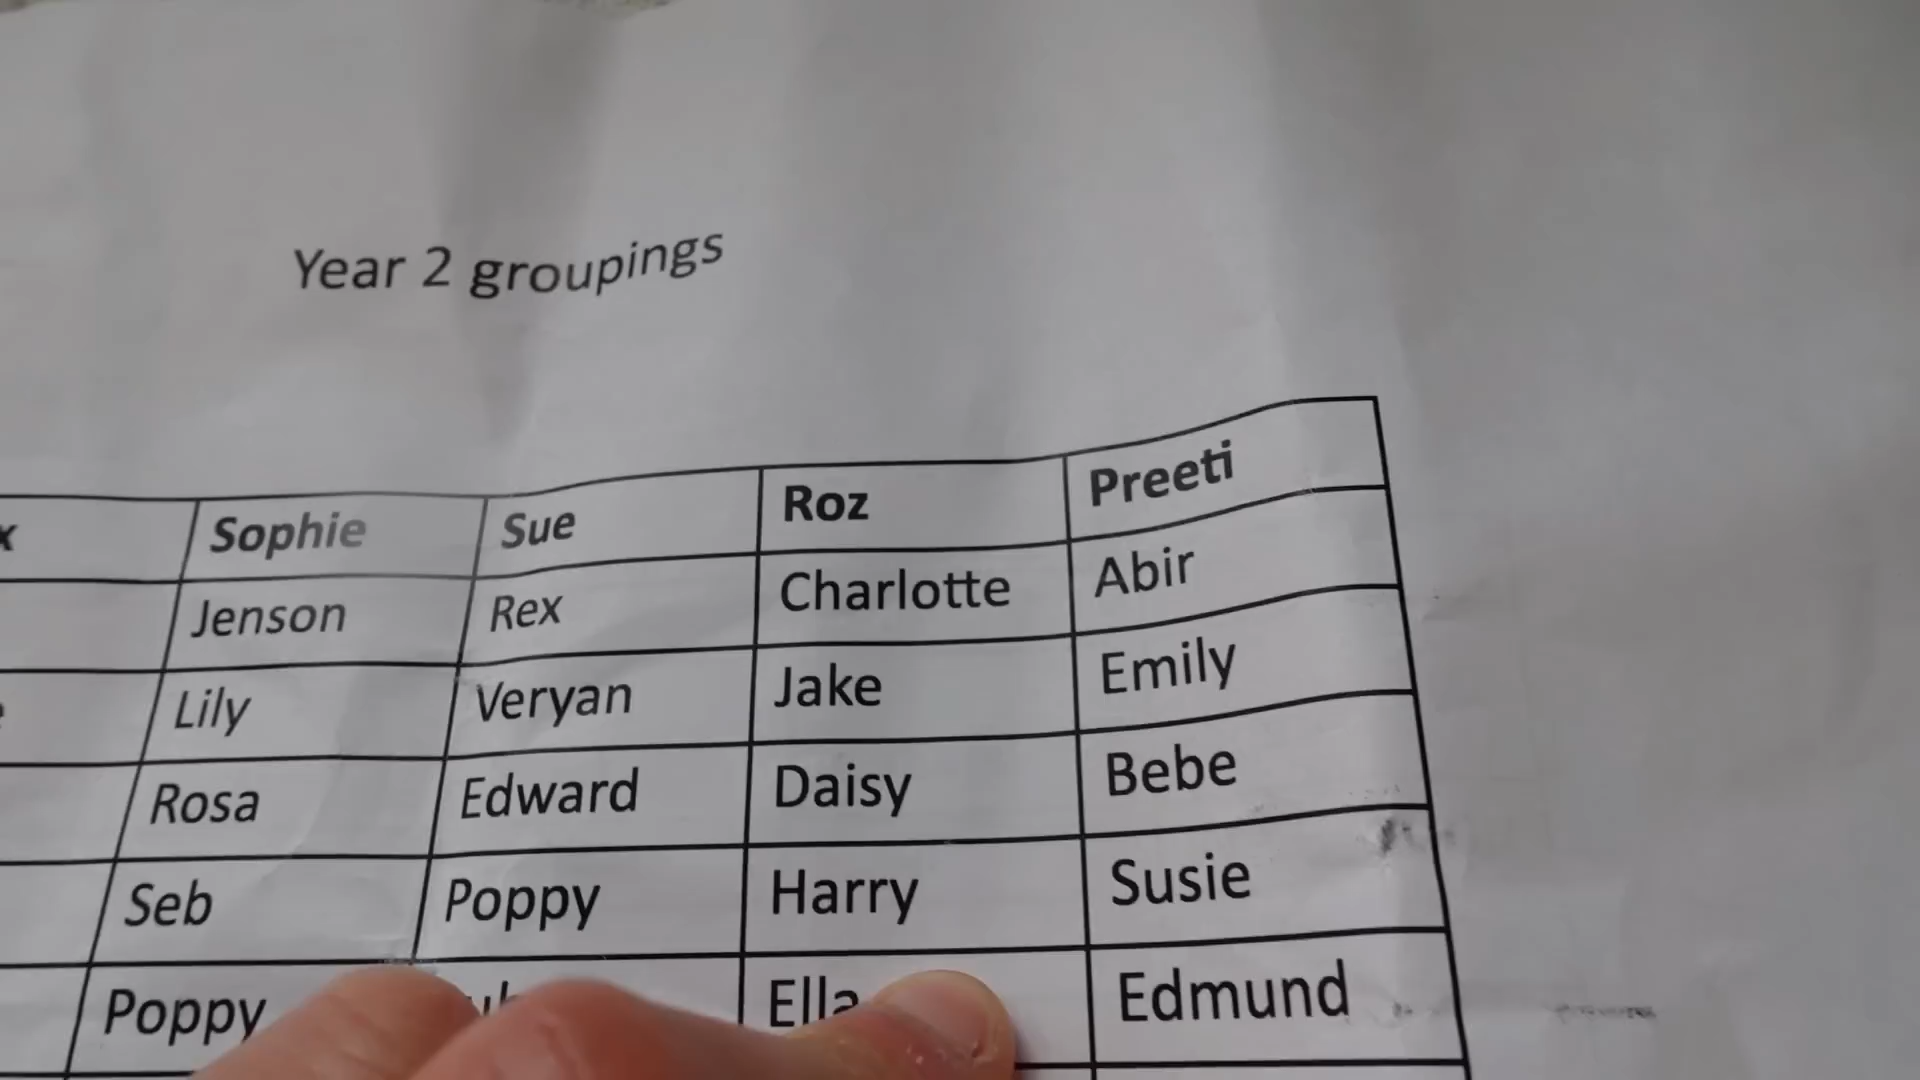 Year 2 groupings
Sophie Sue Roz Preeti
Jenson Rex Charlotte Abir
Lily Veryan Jake Emily
Rosa Edward Daisy Bebe
Seb Poppy Harry Susie
Poppy Ella Edmund